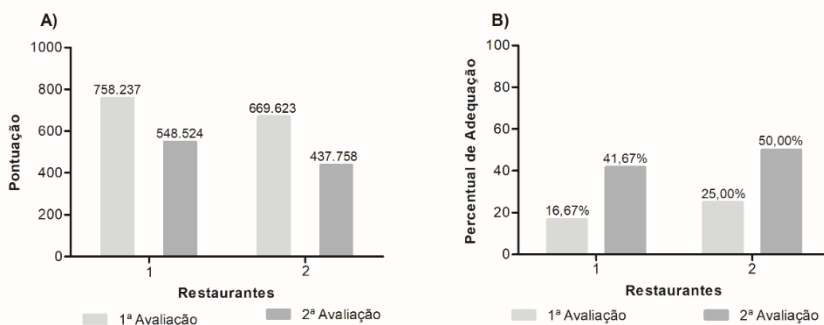 A)
Pontuação
1000
800
600
400
200
0
758.237
548.524
669.623
437.758
1
2
Restaurantes
1ª Avaliação
2ª Avaliação
B)
Percentual de Adequação
100
80
60
40
20
0
16,67%
41,67%
25,00%
50,00%
1
2
Restaurantes
1ª Avaliação
2ª Avaliação